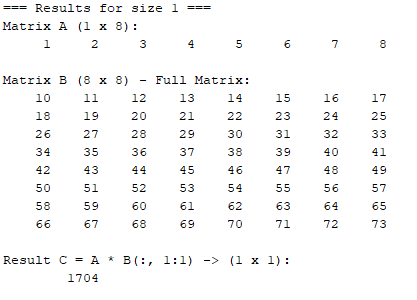 === Results for size 1 ===
Matrix A (1 x 8):
1 2 3 4 5 6 7 8
Matrix B (8 x 8) - Full Matrix:
10 11 12 13 14 15 16 17
18 19 20 21 22 23 24 25
26 27 28 29 30 31 32 33
34 35 36 37 38 39 40 41
42 43 44 45 46 47 48 49
50 51 52 53 54 55 56 57
58 59 60 61 62 63 64 65
66 67 68 69 70 71 72 73
Result C = A * B(:, 1:1) -> (1 x 1):
1704